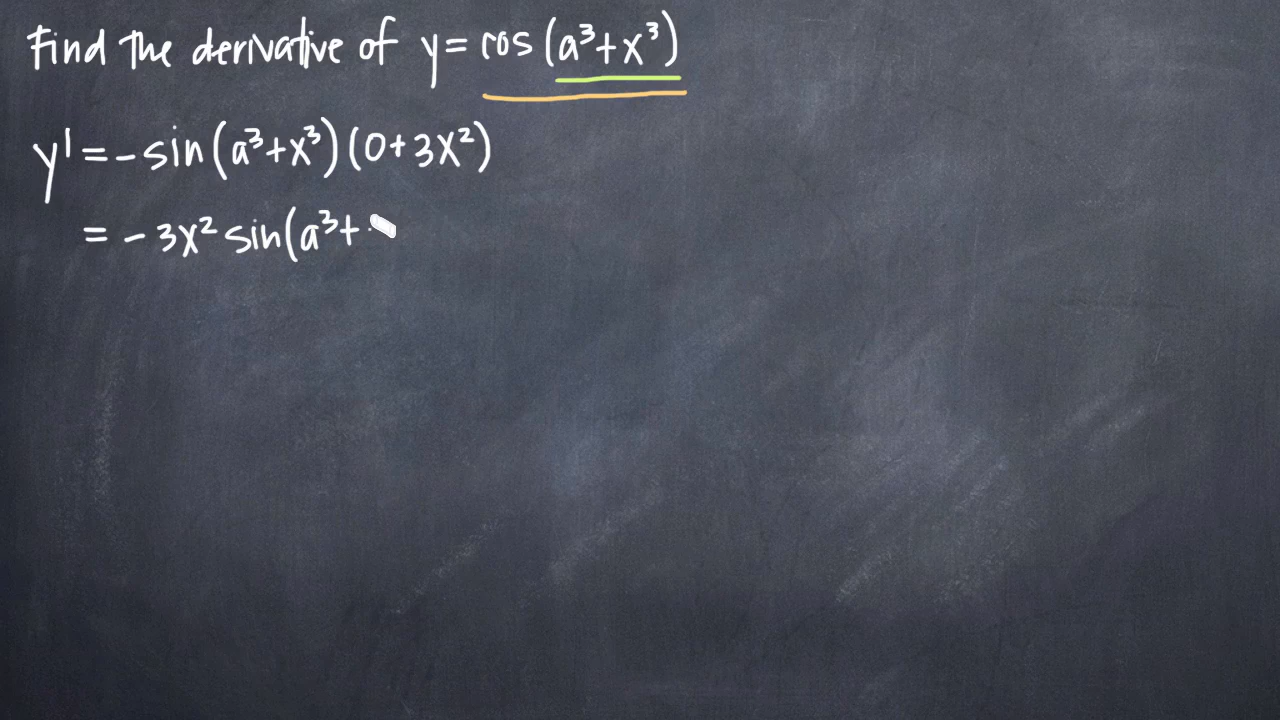 Find the derivative of y = cos (a³+x³)
y' = -sin(a³+x³)(0+3x²)
= -3x² sin(a³+